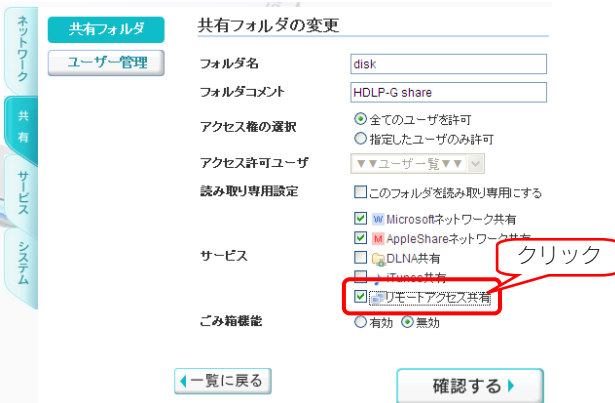 ネットワーク
共有
サービス
システム
共有フォルダ
ユーザー管理
共有フォルダの変更
フォルダ名
disk
フォルダコメント
HDLP-G share
アクセス権の選択
全てのユーザを許可
指定したユーザのみ許可
アクセス許可ユーザ
▼▼ユーザー覧▼▼
読み取り専用設定
このフォルダを読み取り専用にする
サービス
Microsoftネットワーク共有
AppleShareネットワーク共有
DLNA共有
iTunes共有
リモートアクセス共有
クリック
ごみ箱機能
有効
無効
一覧に戻る
確認する